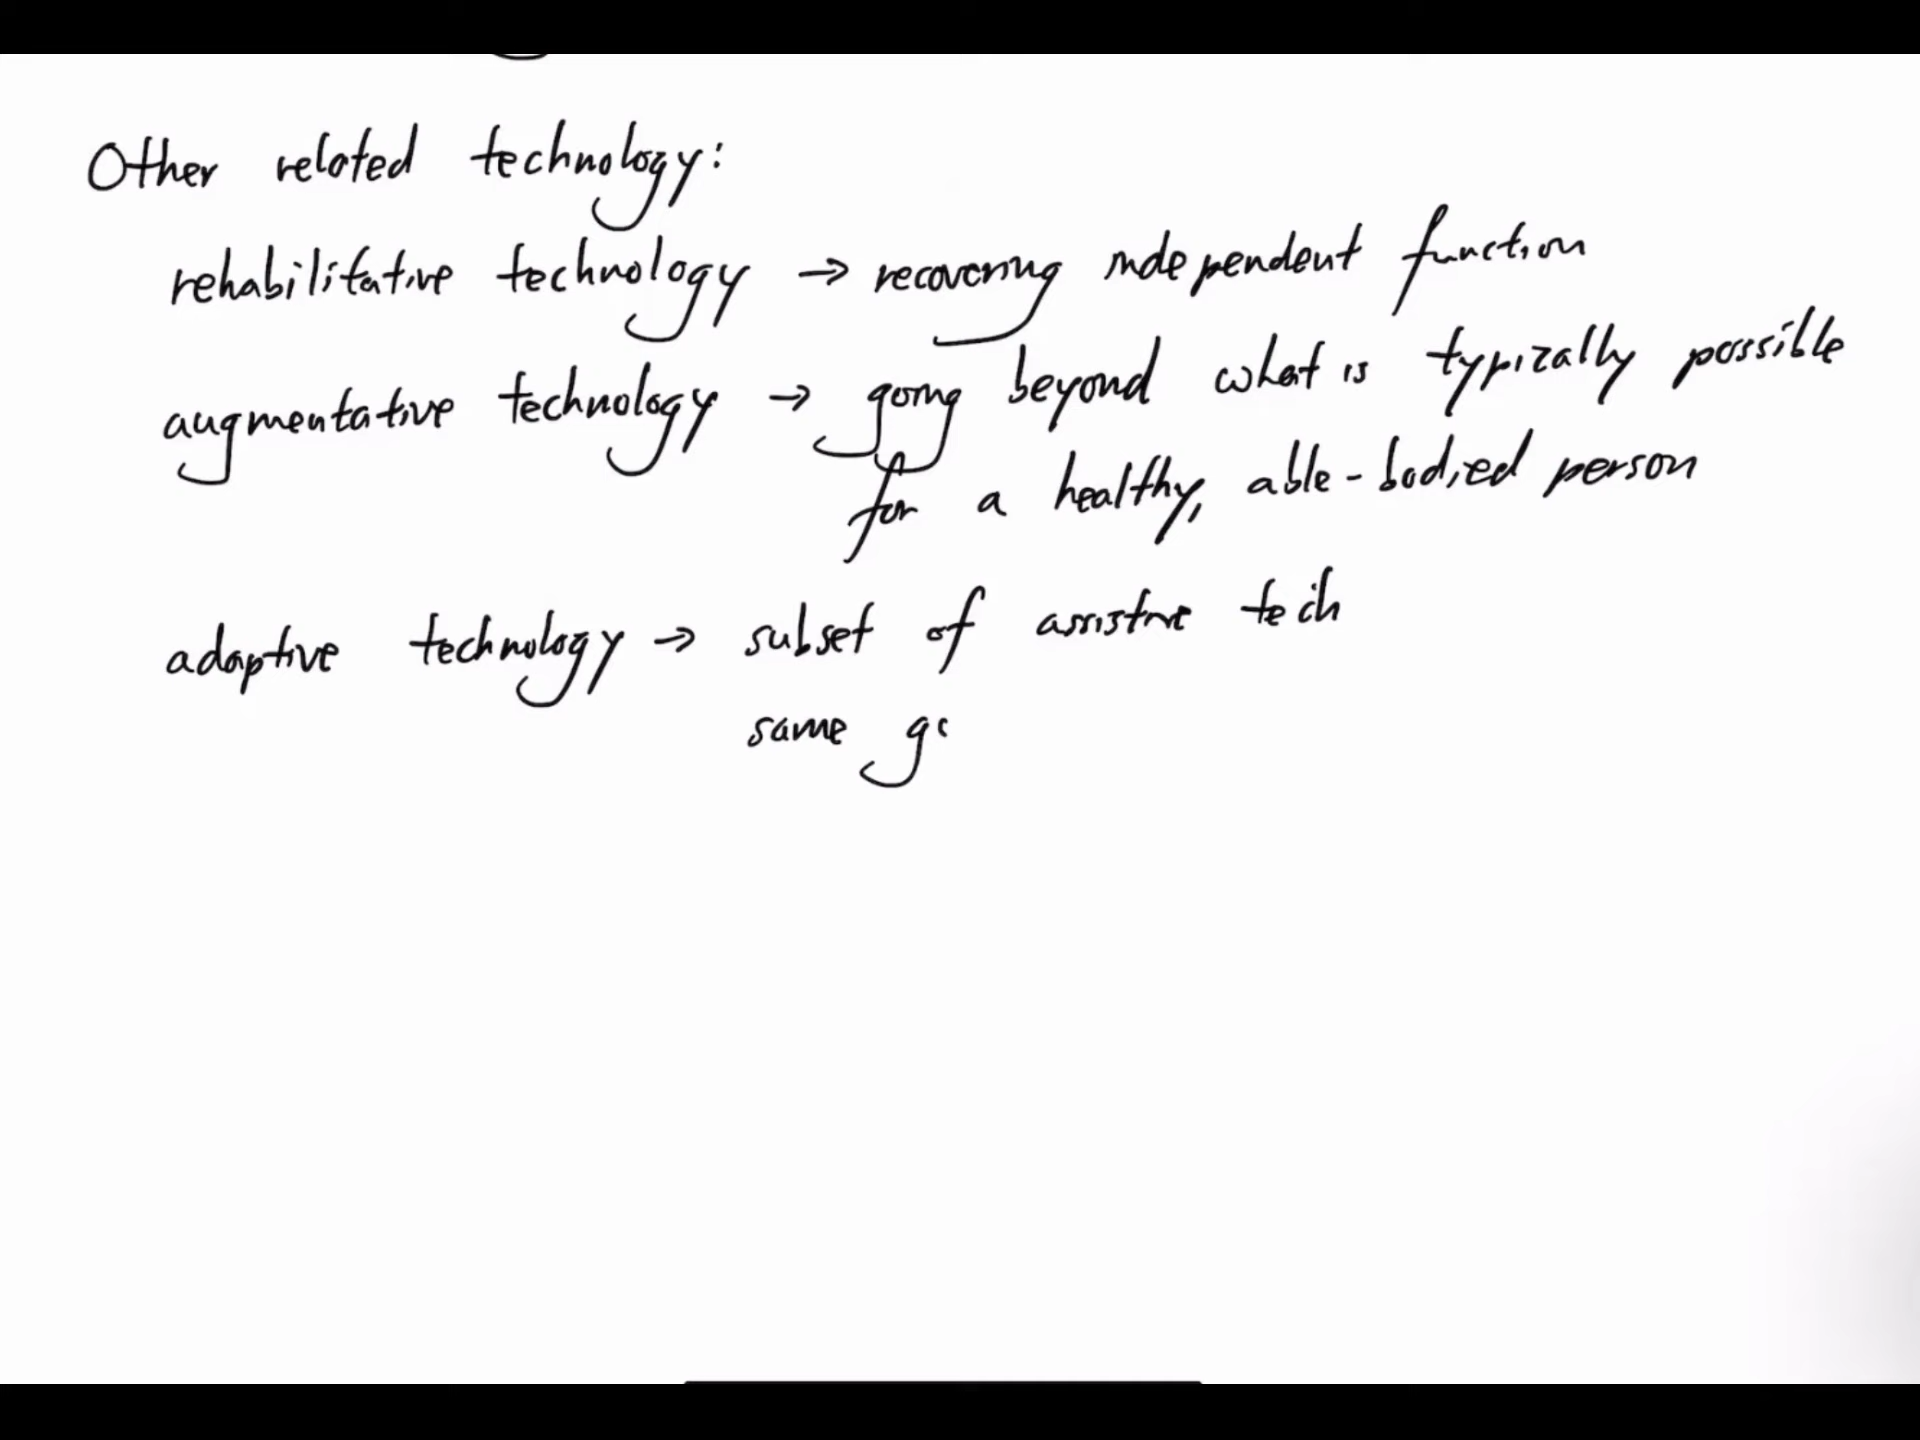 Other related technology:
rehabilitative technology → recovering independent function
augmentative technology → going beyond what is typically possible
for a healthy, able-bodied person
adaptive technology → subset of assistive tech
same go